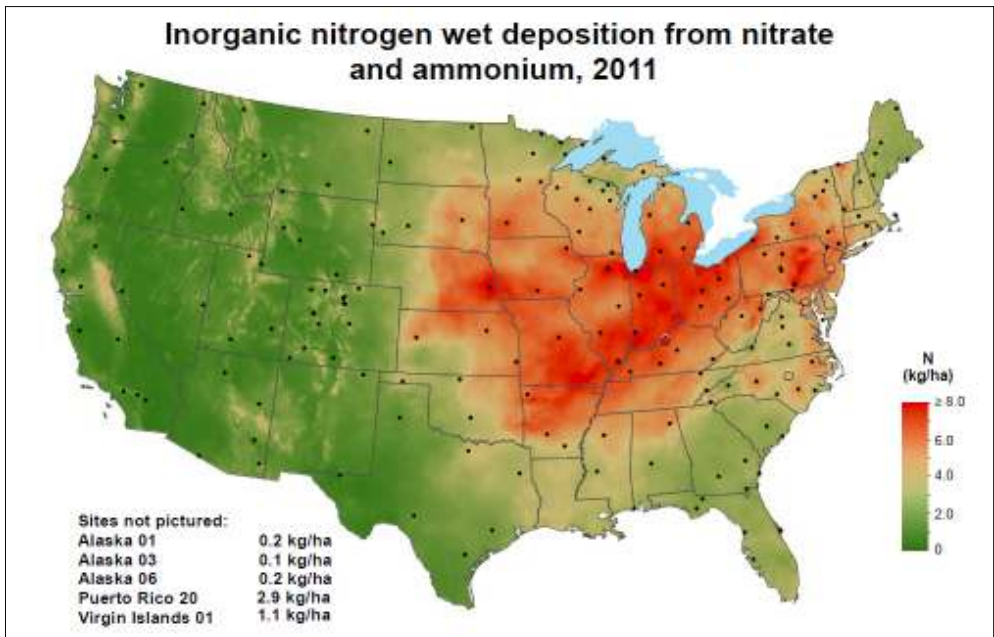 Inorganic nitrogen wet deposition from nitrate
and ammonium, 2011
N
(kg/ha)
≥ 8.0
6.0
4.0
2.0
0
Sites not pictured:
Alaska 01 0.2 kg/ha
Alaska 03 0.1 kg/ha
Alaska 06 0.2 kg/ha
Puerto Rico 20 2.9 kg/ha
Virgin Islands 01 1.1 kg/ha